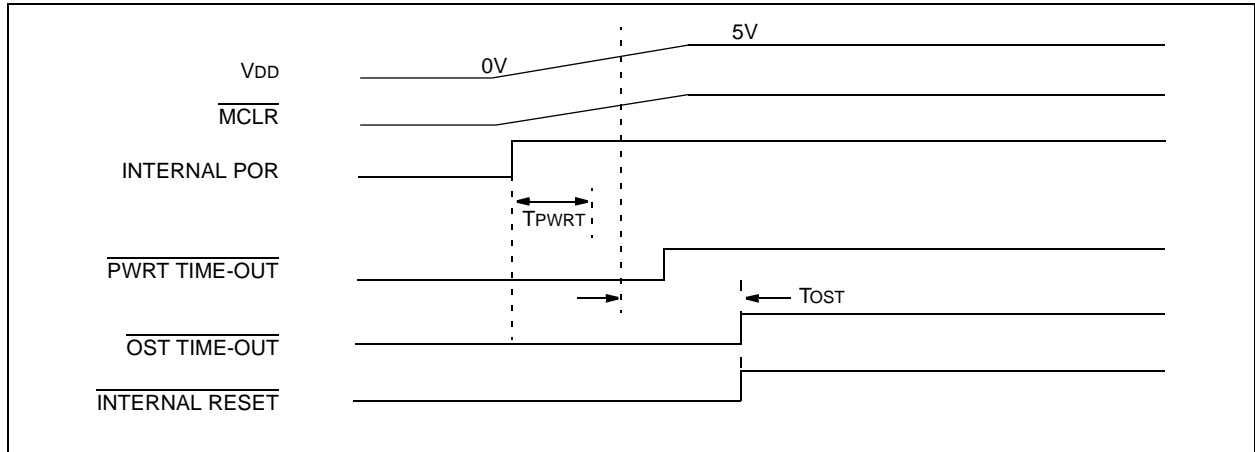 5V
0V
VDD
MCLR
INTERNAL POR
TPWRT
PWRT TIME-OUT
TOST
OST TIME-OUT
INTERNAL RESET